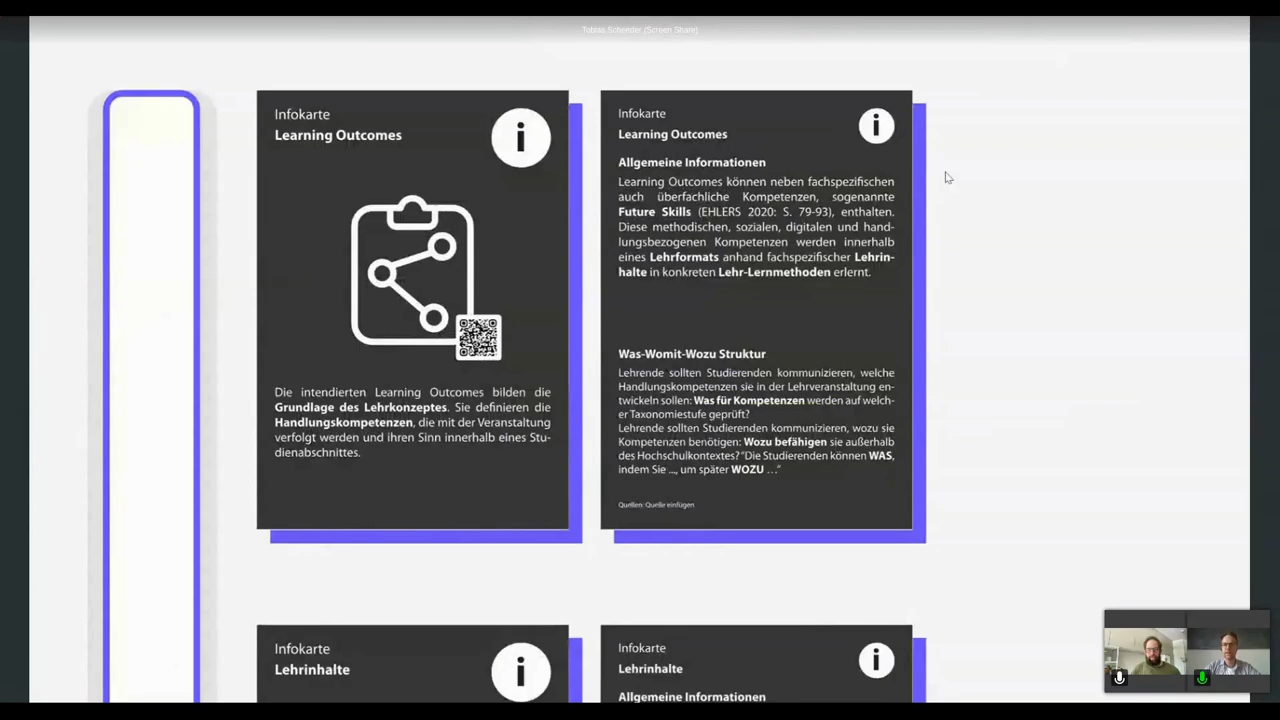 Tobias Schender (Screen Share)
Infokarte
Learning Outcomes
i
Die intendierten Learning Outcomes bilden die
Grundlage des Lehrkonzeptes. Sie definieren die
Handlungskompetenzen, die mit der Veranstaltung
verfolgt werden und ihren Sinn innerhalb eines Stu-
dienabschnittes.
Infokarte
Learning Outcomes
i
Allgemeine Informationen
Learning Outcomes können neben fachspezifischen
auch überfachliche Kompetenzen, sogenannte
Future Skills (EHLERS 2020: S. 79-93), enthalten.
Diese methodischen, sozialen, digitalen und hand-
lungsbezogenen Kompetenzen werden innerhalb
eines Lehrformats anhand fachspezifischer Lehrin-
halte in konkreten Lehr-Lernmethoden erlernt.
Was-Womit-Wozu Struktur
Lehrende sollten Studierenden kommunizieren, welche
Handlungskompetenzen sie in der Lehrveranstaltung en-
twickeln sollen: Was für Kompetenzen werden auf welch-
er Taxonomiestufe geprüft?
Lehrende sollten Studierenden kommunizieren, wozu sie
Kompetenzen benötigen: Wozu befähigen sie außerhalb
des Hochschulkontextes? "Die Studierenden können WAS,
indem Sie ..., um später WOZU …"
Quellen: Quelle einfügen
Infokarte
Lehrinhalte
i
Infokarte
Lehrinhalte
i
Allgemeine Informationen